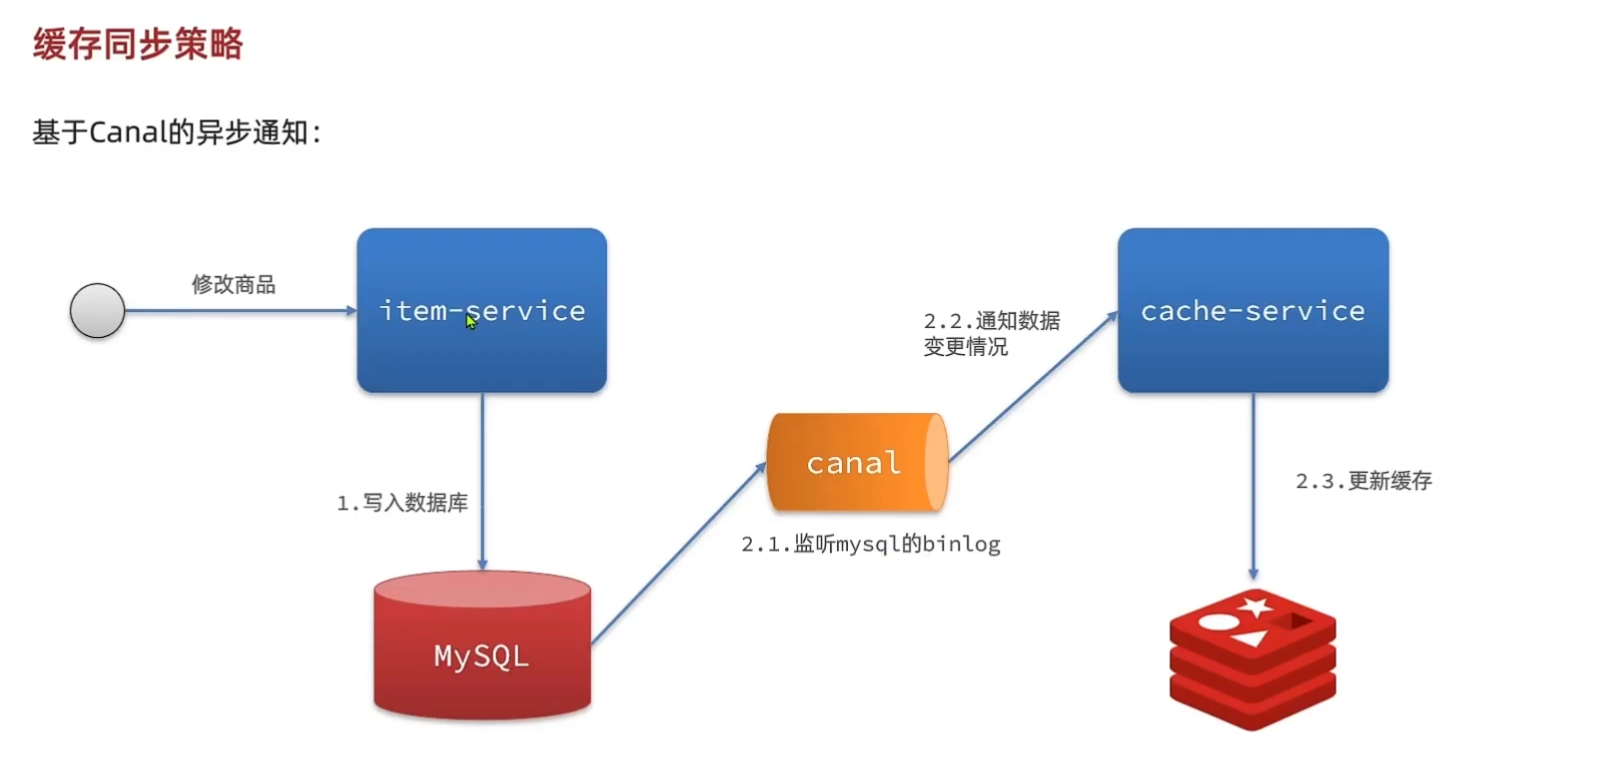 缓存同步策略
基于Canal的异步通知：
修改商品
item-service
cache-service
2.2.通知数据
变更情况
canal
1.写入数据库
2.3.更新缓存
2.1.监听mysql的binlog
MySQL